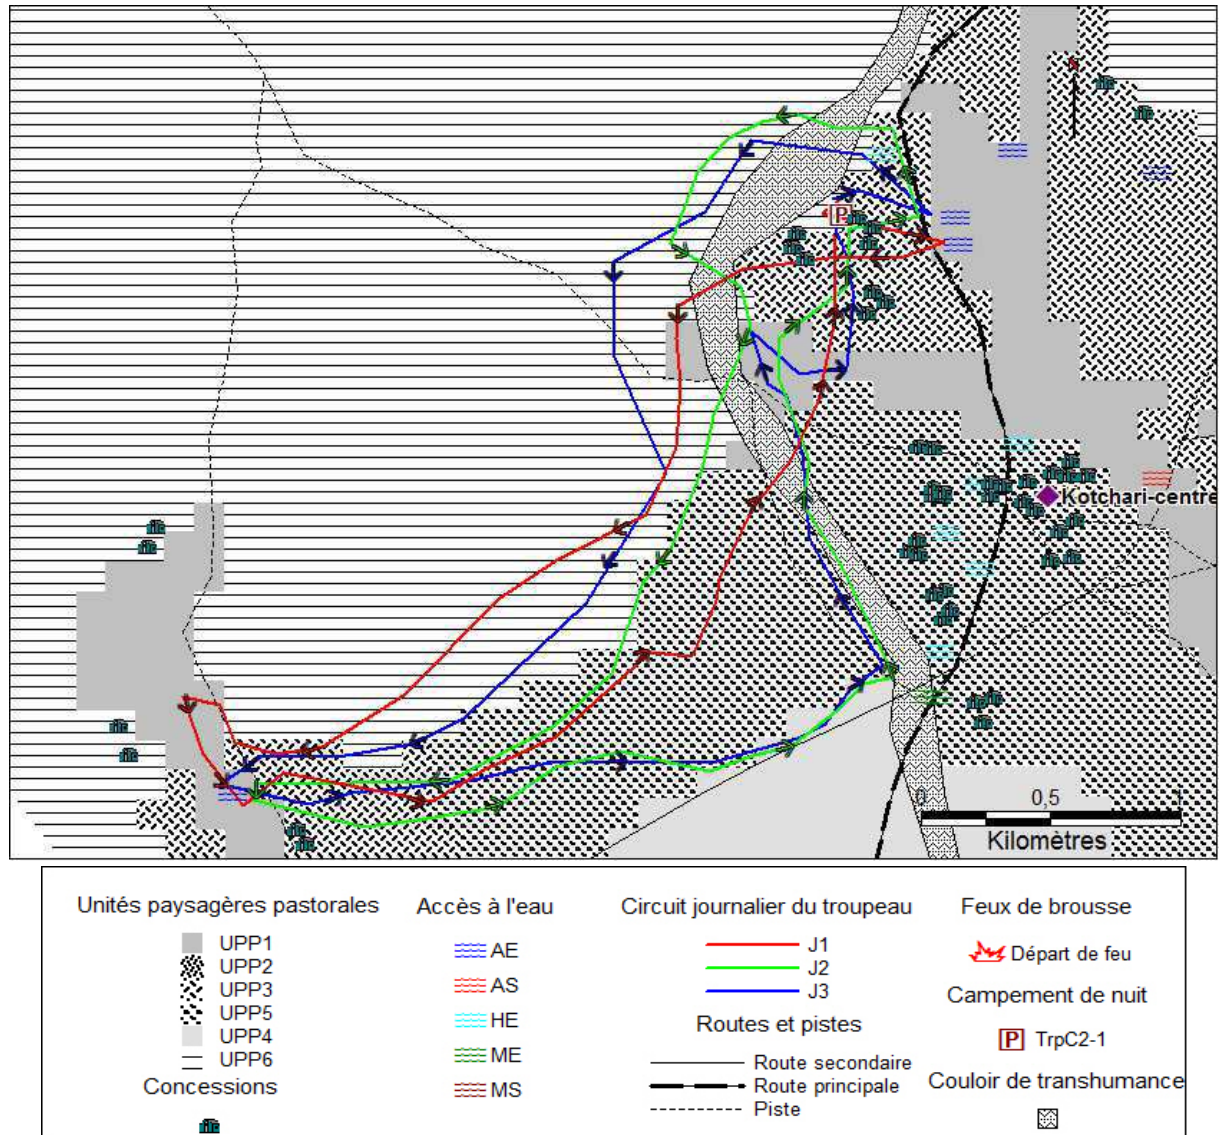 N
P
Kotchari-centre
0 0,5 1
Kilomètres
Unités paysagères pastorales
UPP1
UPP2
UPP3
UPP5
UPP4
UPP6
Concessions
Accès à l'eau
AE
AS
HE
ME
MS
Circuit journalier du troupeau
J1
J2
J3
Routes et pistes
Route secondaire
Route principale
Piste
Feux de brousse
Départ de feu
Campement de nuit
P TrpC2-1
Couloir de transhumance